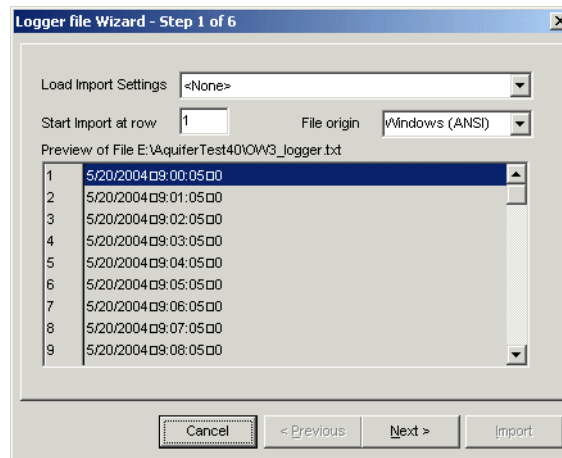 Logger file Wizard - Step 1 of 6
Load Import Settings <None>
Start Import at row 1 File origin Windows (ANSI)
Preview of File E:\AquiferTest40\OW3_logger.txt
1 5/20/2004□9:00:05□0
2 5/20/2004□9:01:05□0
3 5/20/2004□9:02:05□0
4 5/20/2004□9:03:05□0
5 5/20/2004□9:04:05□0
6 5/20/2004□9:05:05□0
7 5/20/2004□9:06:05□0
8 5/20/2004□9:07:05□0
9 5/20/2004□9:08:05□0
Cancel < Previous Next > Import